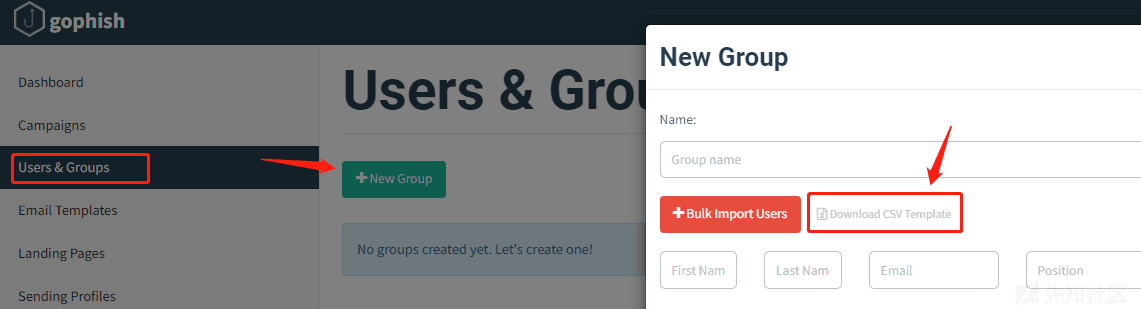 gophish
Dashboard
Campaigns
Users & Groups
Email Templates
Landing Pages
Sending Profiles
Users & Grou
New Group
No groups created yet. Let's create one!
New Group
Name:
Group name
Bulk Import Users
Download CSV Template
First Nam
Last Name
Email
Position
先知社区